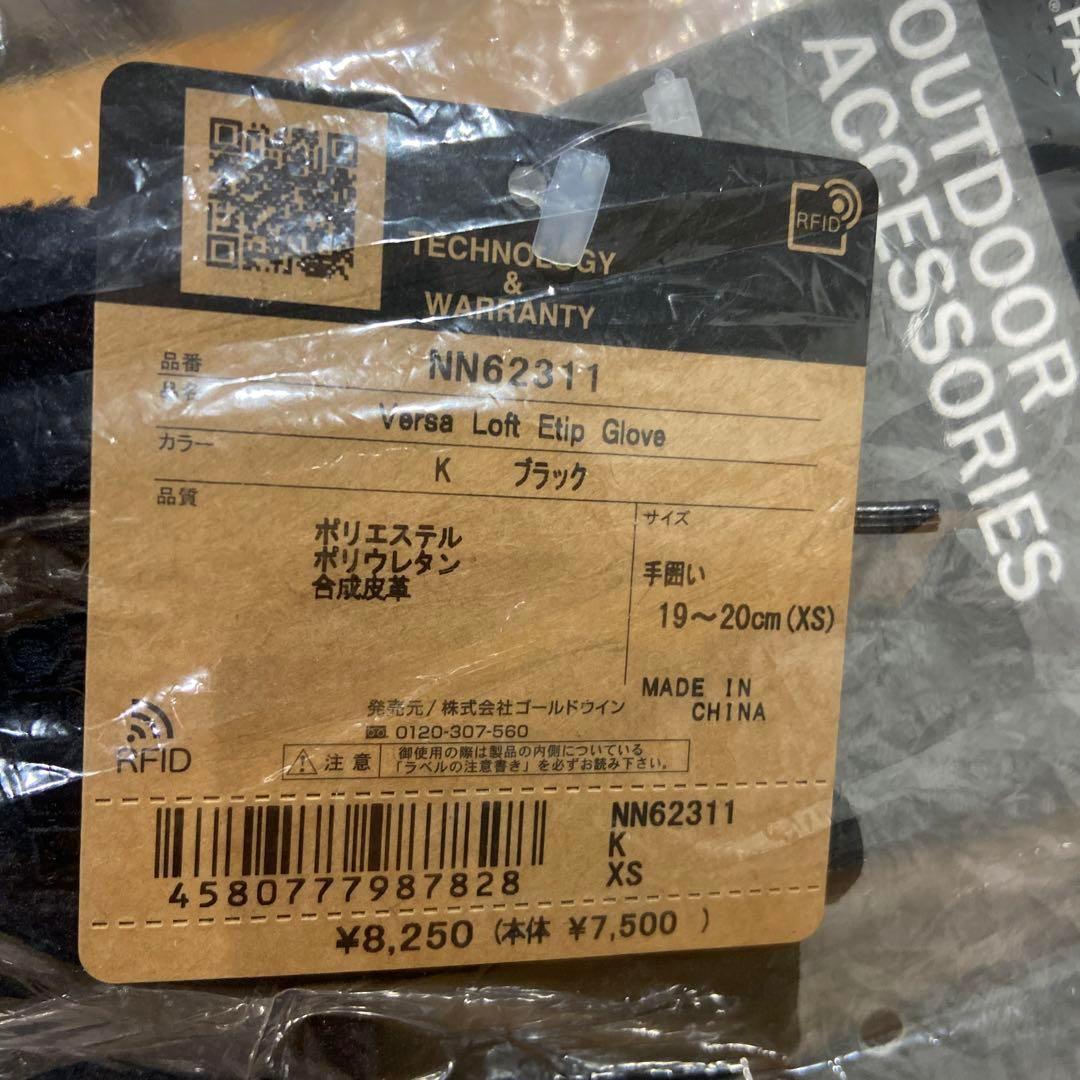 OUTDOOR
ACCESSORIES
RFID
TECHNOLOGY
&
WARRANTY
品番 NN62311
品名 Versa Loft Etip Glove
カラー K ブラック
品質
ポリエステル
ポリウレタン
合成皮革
サイズ
手囲い
19～20cm(XS)
MADE IN
CHINA
発売元/株式会社ゴールドウイン
0120-307-560
RFID
注意
御使用の際は製品の内側についている
「ラベルの注意書き」を必ずお読み下さい。
4580777987828
NN62311
K
XS
¥8,250 (本体 ¥7,500 )